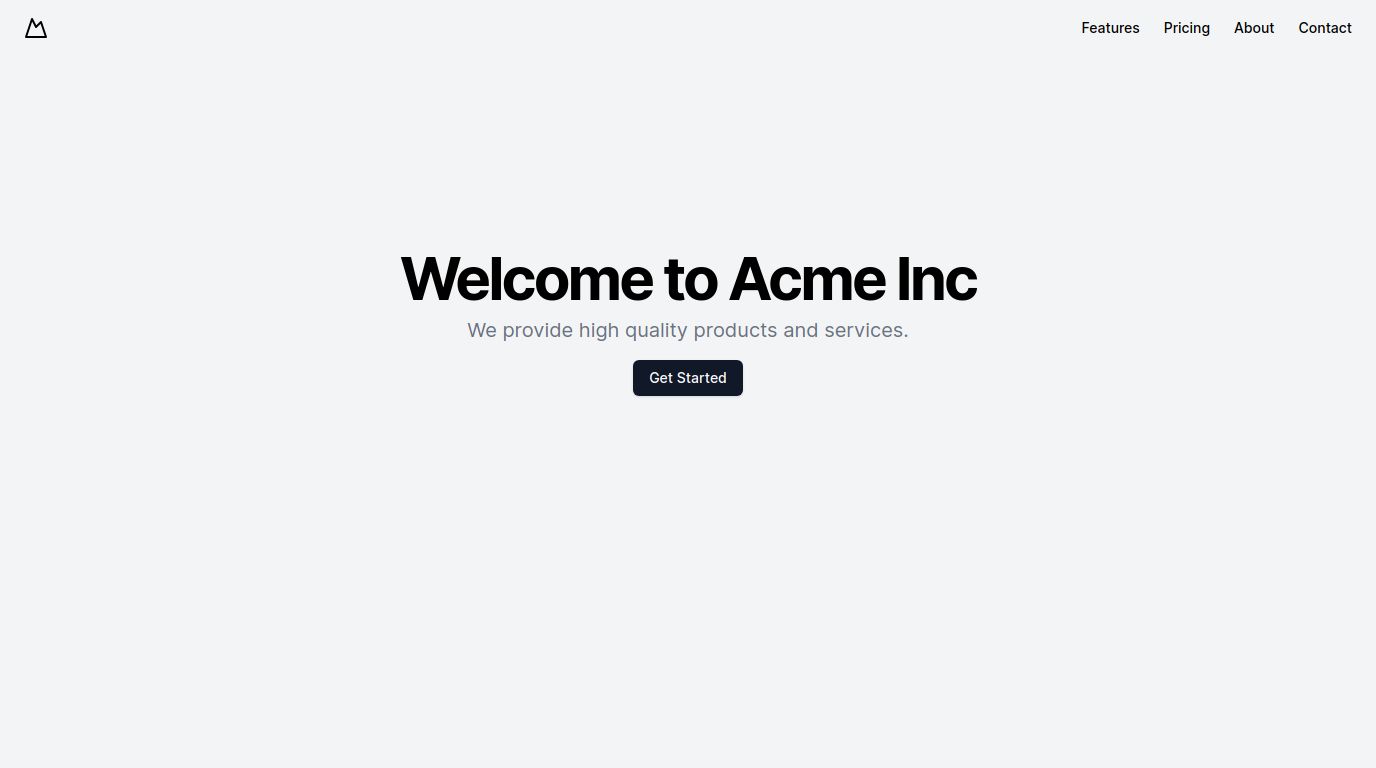 Features Pricing About Contact
Welcome to Acme Inc
We provide high quality products and services.
Get Started